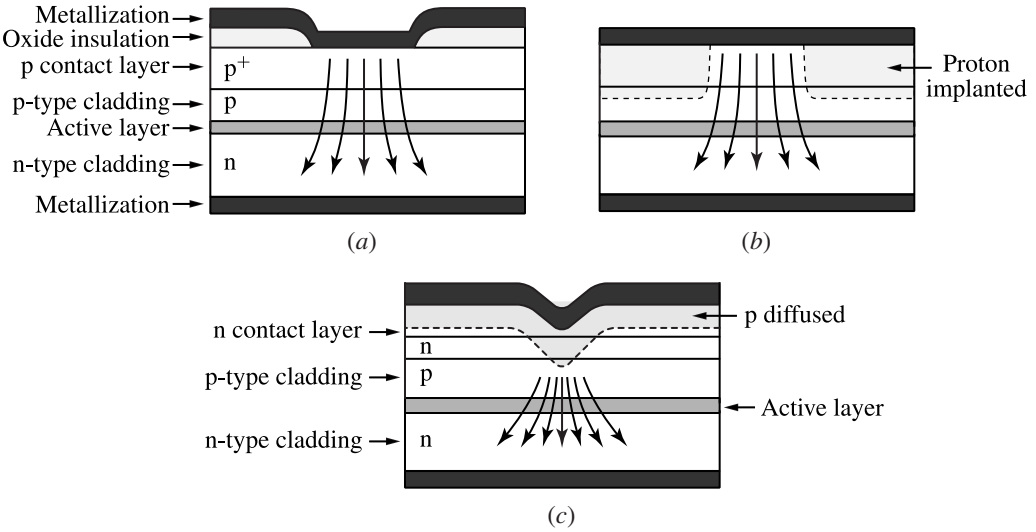 Metallization
Oxide insulation
p contact layer
p-type cladding
Active layer
n-type cladding
Metallization
p+
p
n
(a)
Proton
implanted
(b)
n contact layer
p-type cladding
n-type cladding
n
p
n
p diffused
Active layer
(c)